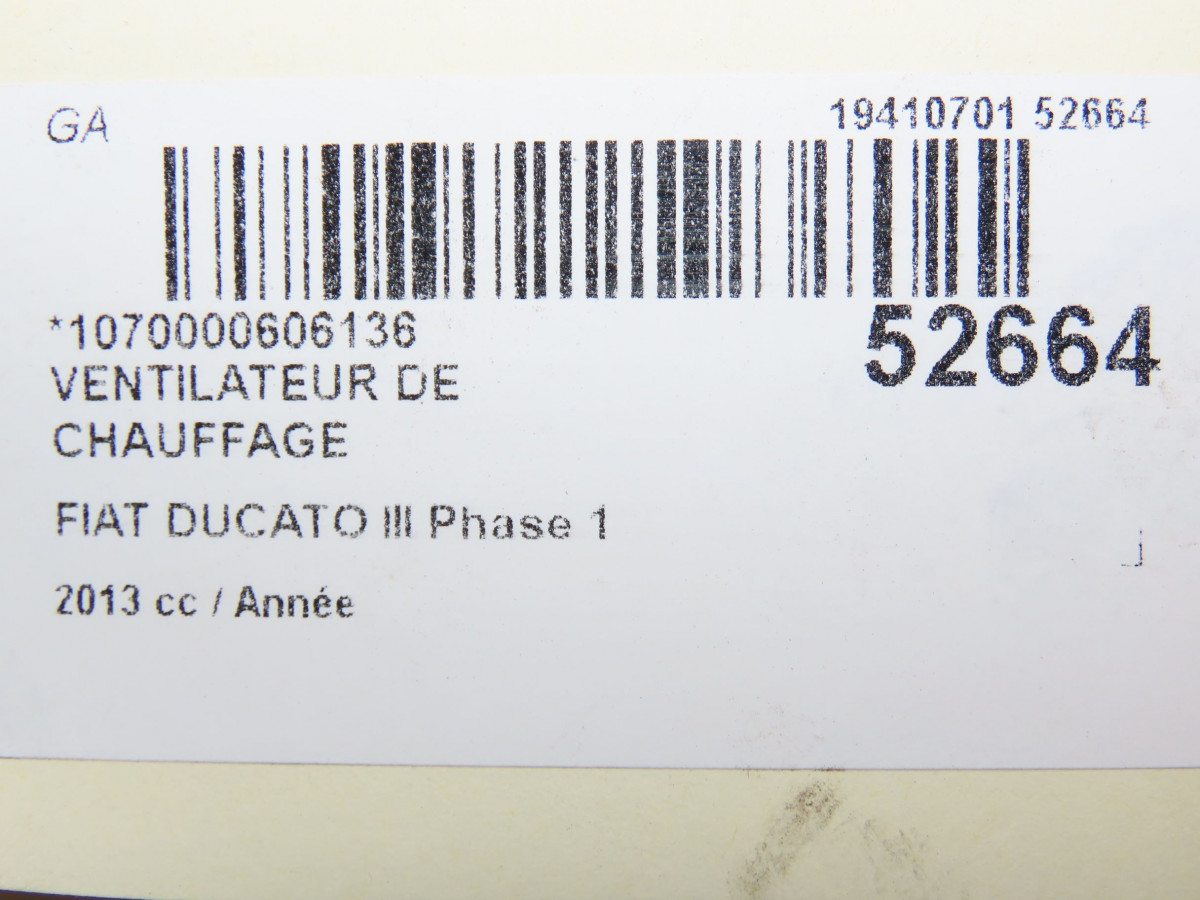 GA
19410701 52664
*1070000606136
52664
VENTILATEUR DE
CHAUFFAGE
FIAT DUCATO III Phase 1
2013 cc / Année